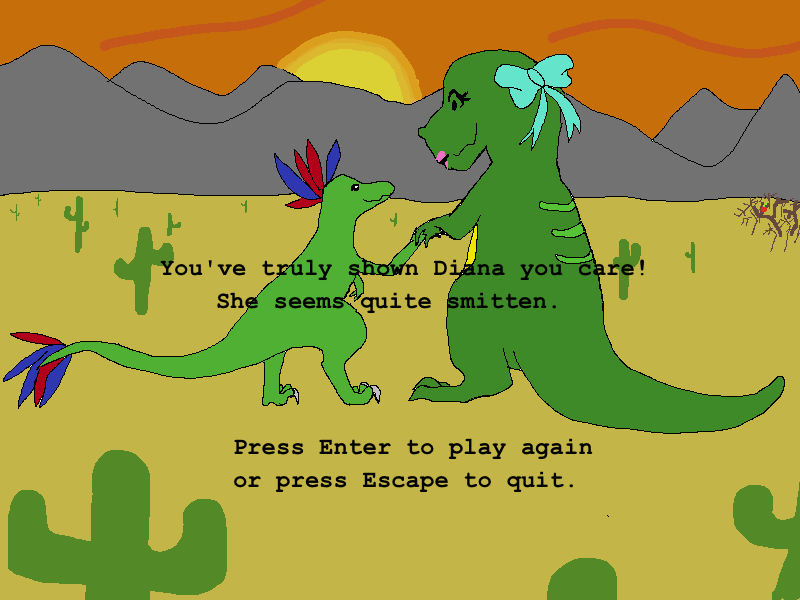 You've truly shown Diana you care!
She seems quite smitten.
Press Enter to play again
or press Escape to quit.